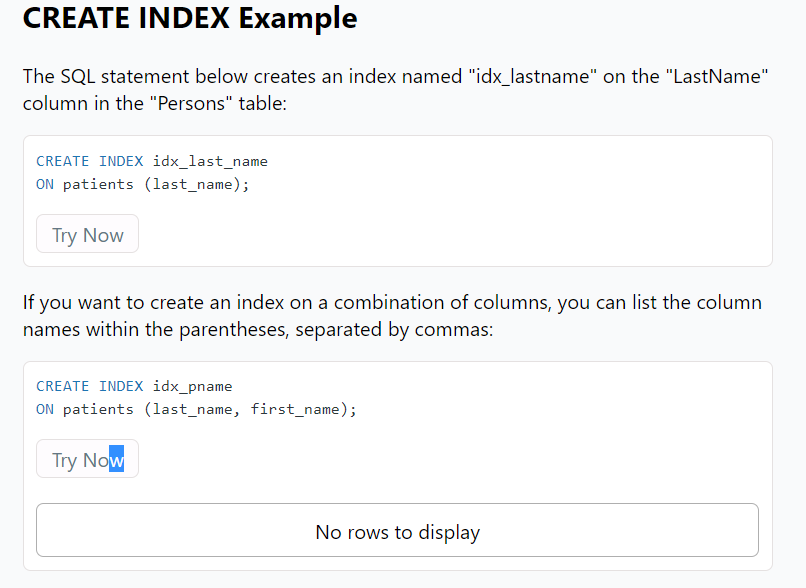 CREATE INDEX Example
The SQL statement below creates an index named "idx_lastname" on the "LastName"
column in the "Persons" table:
CREATE INDEX idx_last_name
ON patients (last_name);
Try Now
If you want to create an index on a combination of columns, you can list the column
names within the parentheses, separated by commas:
CREATE INDEX idx_pname
ON patients (last_name, first_name);
Try Now
No rows to display